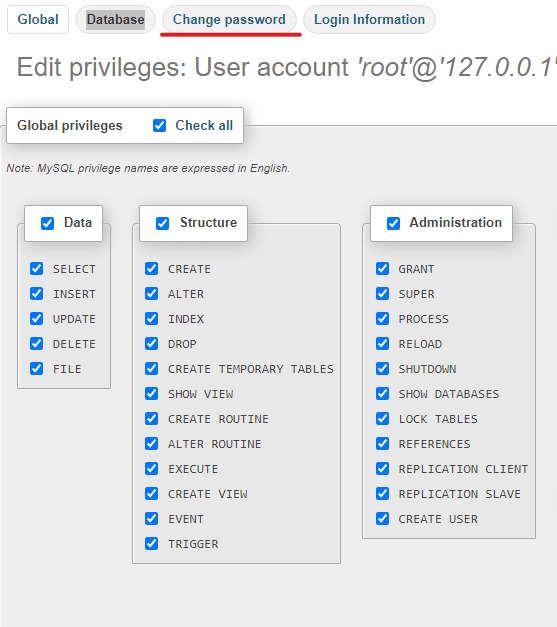 Global Database Change password Login Information
Edit privileges: User account 'root'@'127.0.0.1'
Global privileges Check all
Note: MySQL privilege names are expressed in English.
Data
SELECT
INSERT
UPDATE
DELETE
FILE
Structure
CREATE
ALTER
INDEX
DROP
CREATE TEMPORARY TABLES
SHOW VIEW
CREATE ROUTINE
ALTER ROUTINE
EXECUTE
CREATE VIEW
EVENT
TRIGGER
Administration
GRANT
SUPER
PROCESS
RELOAD
SHUTDOWN
SHOW DATABASES
LOCK TABLES
REFERENCES
REPLICATION CLIENT
REPLICATION SLAVE
CREATE USER